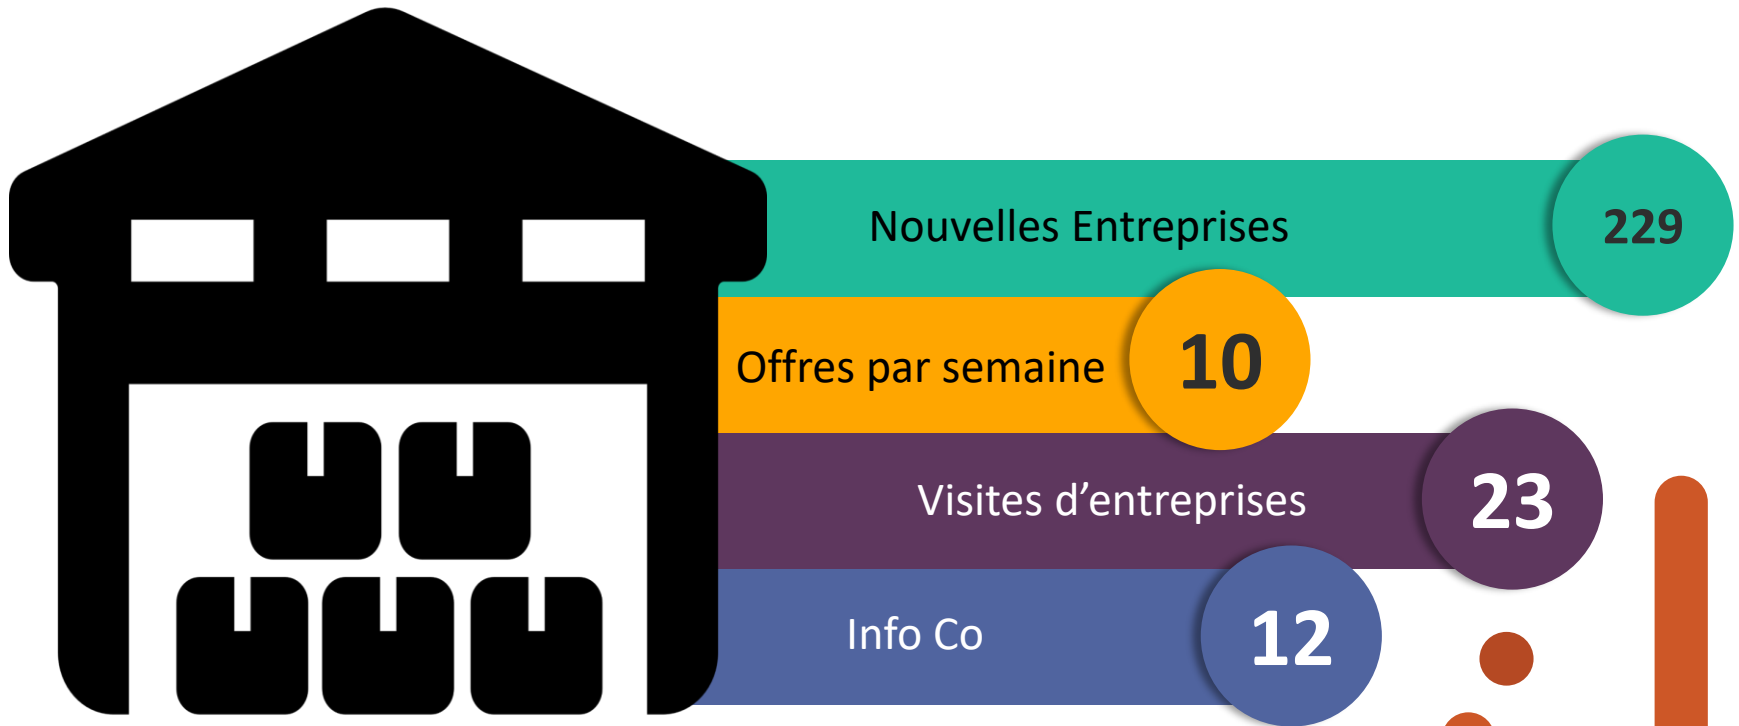 Nouvelles Entreprises
229
Offres par semaine
10
Visites d’entreprises
23
Info Co
12